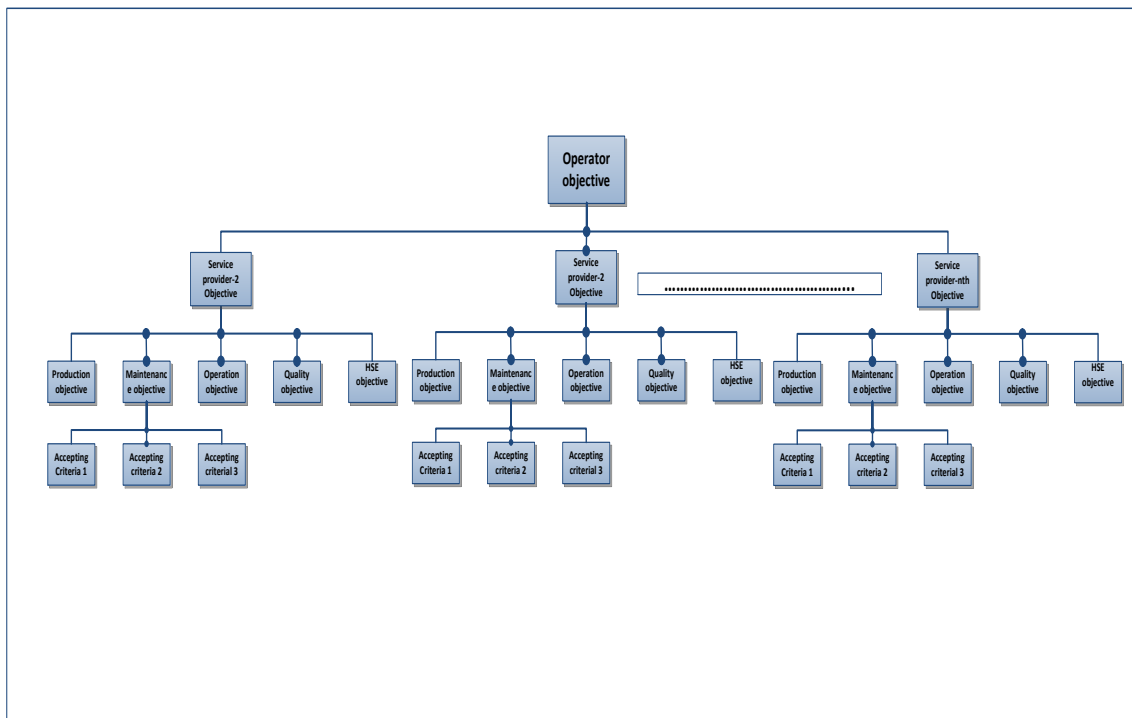 Operator
objective
Service
provider-2
Objective
Service
provider-2
Objective
................................................
Service
provider-nth
Objective
Production
objective
Maintenanc
e objective
Operation
objective
Quality
objective
HSE
objective
Production
objective
Maintenanc
e objective
Operation
objective
Quality
objective
HSE
objective
Production
objective
Maintenanc
e objective
Operation
objective
Quality
objective
HSE
objective
Accepting
Criteria 1
Accepting
criteria 2
Accepting
criterial 3
Accepting
Criteria 1
Accepting
criteria 2
Accepting
criterial 3
Accepting
Criteria 1
Accepting
criteria 2
Accepting
criterial 3